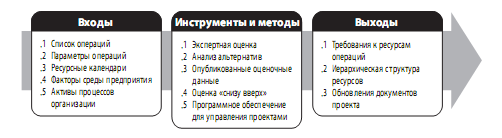 Входы
.1 Список операций
.2 Параметры операций
.3 Ресурсные календари
.4 Факторы среды предприятия
.5 Активы процессов
организации
Инструменты и методы
.1 Экспертная оценка
.2 Анализ альтернатив
.3 Опубликованные оценочные
данные
.4 Оценка «снизу вверх»
.5 Программное обеспечение
для управления проектами
Выходы
.1 Требования к ресурсам
операций
.2 Иерархическая структура
ресурсов
.3 Обновления документов
проекта